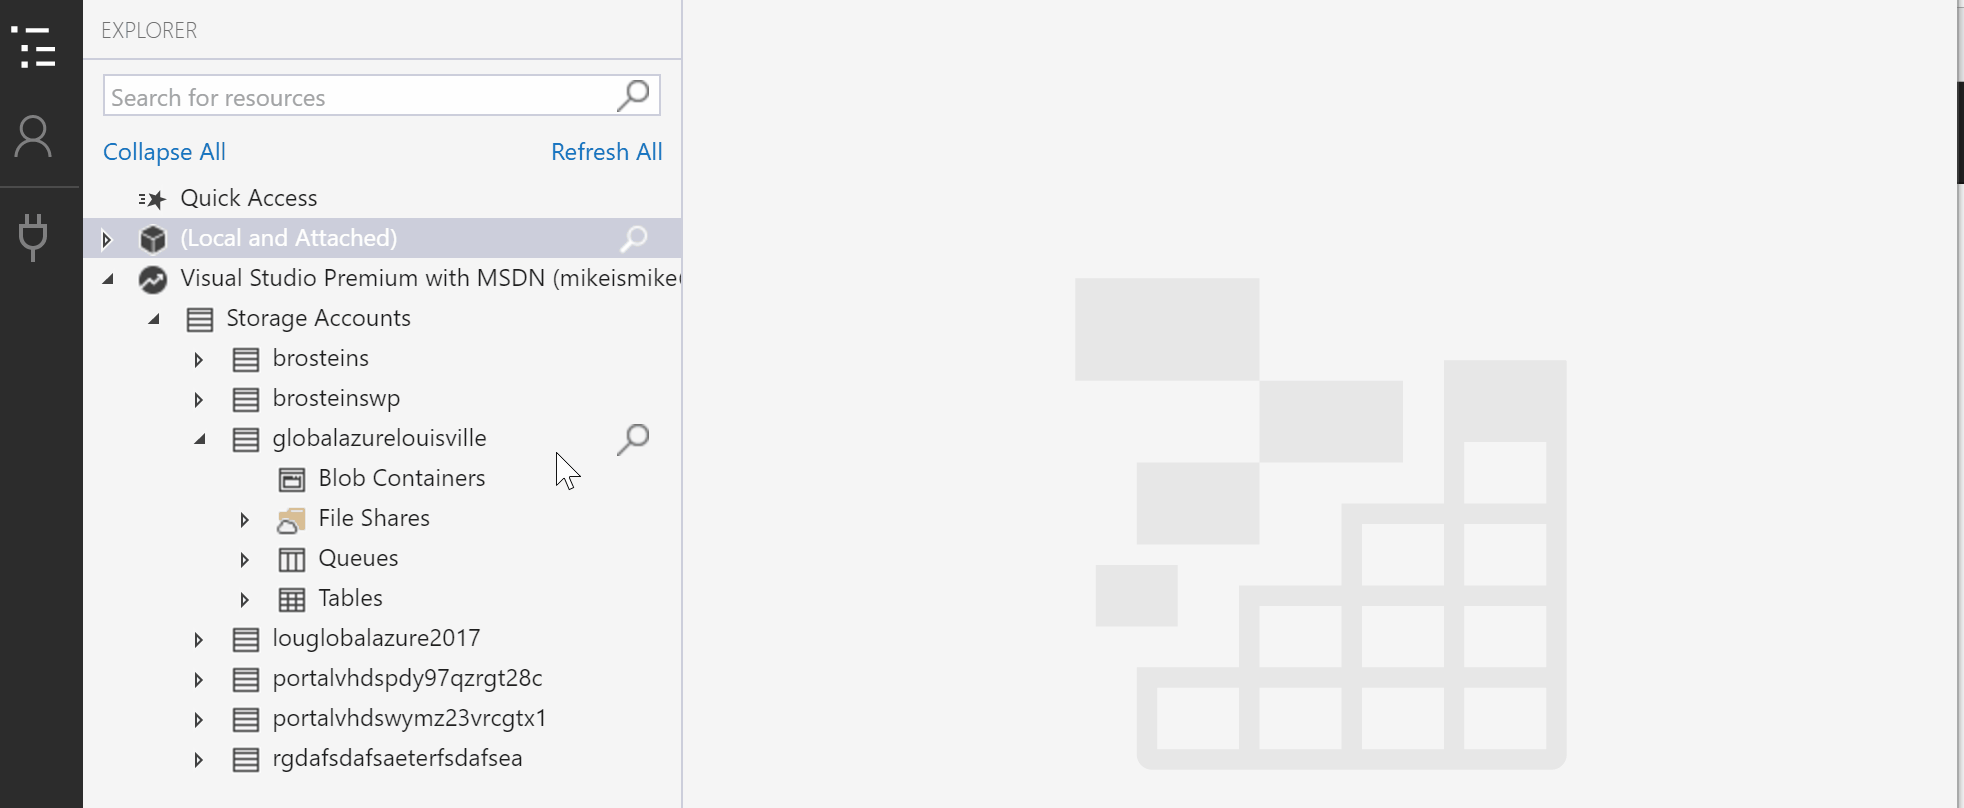 EXPLORER
Search for resources
Collapse All
Refresh All
Quick Access
(Local and Attached)
Visual Studio Premium with MSDN (mikeismike
Storage Accounts
brosteins
brosteinswp
globalazurelouisville
Blob Containers
File Shares
Queues
Tables
louglobalazure2017
portalvhdspdy97qzrgt28c
portalvhdswymz23vrcgtx1
rgdafsdafsaeterfsdafsea